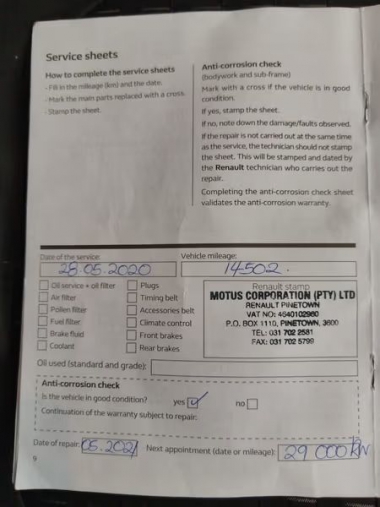 Service sheets
How to complete the service sheets
- Fill in the mileage (km) and the date.
- Mark the main parts replaced with a cross.
- Stamp the sheet.
Anti-corrosion check
(bodywork and sub-frame)
Mark with a cross if the vehicle is in good
condition.
If yes, stamp the sheet.
If no, note down the damage/faults observed.
If the repair is not carried out at the same time
as the service, the technician should not stamp
the sheet. This will be stamped and dated by
the Renault technician who carries out the
repair.
Completing the anti-corrosion check sheet
validates the anti-corrosion warranty.
Date of the service:
28.05.2020
Vehicle mileage:
14502.
Oil service + oil filter
Air filter
Pollen filter
Fuel filter
Brake fluid
Coolant
Plugs
Timing belt
Accessories belt
Climate control
Front brakes
Rear brakes
Renault stamp
MOTUS CORPORATION (PTY) LTD
RENAULT PINETOWN
VAT NO: 4640102960
P.O. BOX 1110, PINETOWN, 3600
TEL: 031 702 2581
FAX: 031 702 5799
Oil used (standard and grade):
Anti-corrosion check
Is the vehicle in good condition? yes no
Continuation of the warranty subject to repair:
Date of repair: 05.2021 Next appointment (date or mileage): 29 000 km
9